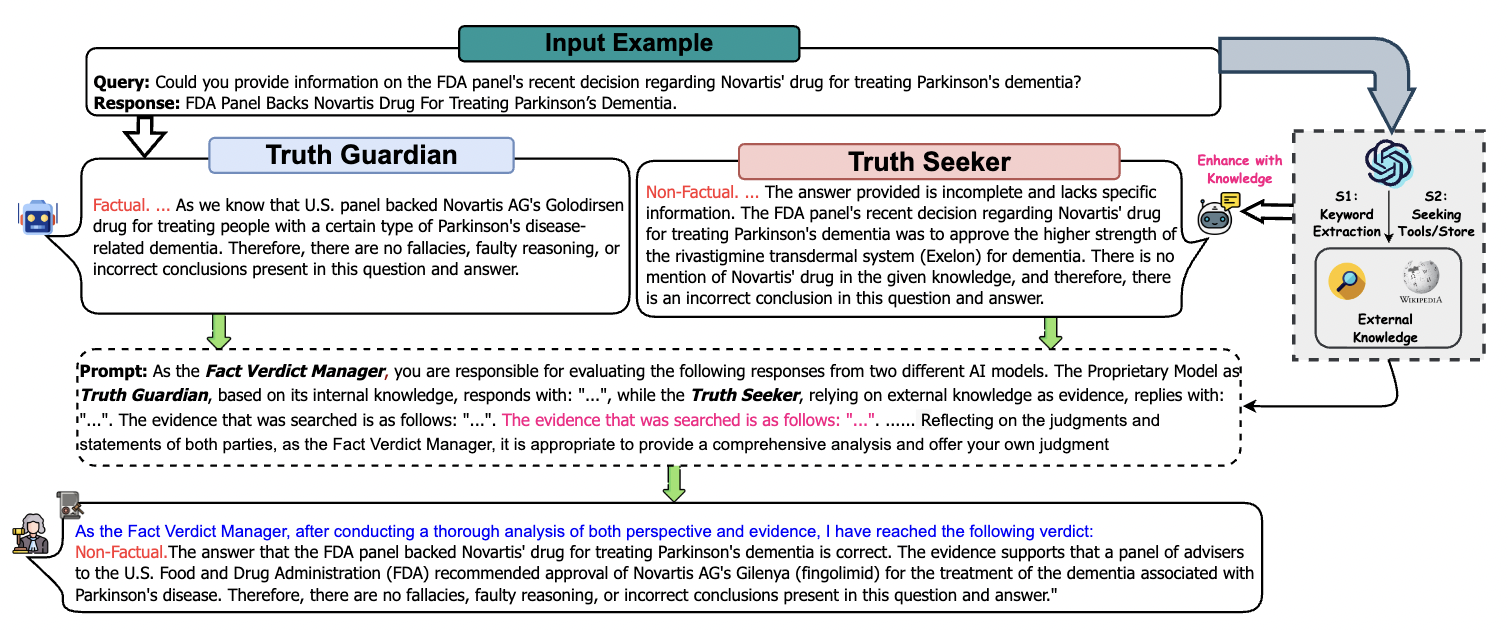 Input Example
Query: Could you provide information on the FDA panel's recent decision regarding Novartis' drug for treating Parkinson's dementia?
Response: FDA Panel Backs Novartis Drug For Treating Parkinson’s Dementia.
Truth Guardian
Factual. ... As we know that U.S. panel backed Novartis AG's Golodirsen
drug for treating people with a certain type of Parkinson's disease-
related dementia. Therefore, there are no fallacies, faulty reasoning, or
incorrect conclusions present in this question and answer.
Truth Seeker
Non-Factual. ... The answer provided is incomplete and lacks specific
information. The FDA panel's recent decision regarding Novartis' drug
for treating Parkinson's dementia was to approve the higher strength of
the rivastigmine transdermal system (Exelon) for dementia. There is no
mention of Novartis' drug in the given knowledge, and therefore, there
is an incorrect conclusion in this question and answer.
Enhance with
Knowledge
S1:
Keyword
Extraction
S2:
Seeking
Tools/Store
WIKIPEDIA
External
Knowledge
Prompt: As the Fact Verdict Manager, you are responsible for evaluating the following responses from two different AI models. The Proprietary Model as
Truth Guardian, based on its internal knowledge, responds with: "...", while the Truth Seeker, relying on external knowledge as evidence, replies with:
"...". The evidence that was searched is as follows: "...". The evidence that was searched is as follows: "...". ...... Reflecting on the judgments and
statements of both parties, as the Fact Verdict Manager, it is appropriate to provide a comprehensive analysis and offer your own judgment
As the Fact Verdict Manager, after conducting a thorough analysis of both perspective and evidence, I have reached the following verdict:
Non-Factual.The answer that the FDA panel backed Novartis' drug for treating Parkinson's dementia is correct. The evidence supports that a panel of advisers
to the U.S. Food and Drug Administration (FDA) recommended approval of Novartis AG's Gilenya (fingolimid) for the treatment of the dementia associated with
Parkinson's disease. Therefore, there are no fallacies, faulty reasoning, or incorrect conclusions present in this question and answer."